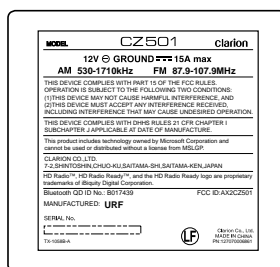 MODEL CZ501 clarion
12V ⊖ GROUND ⎓ 15A max
AM 530-1710kHz FM 87.9-107.9MHz
THIS DEVICE COMPLIES WITH PART 15 OF THE FCC RULES.
OPERATION IS SUBJECT TO THE FOLLOWING TWO CONDITIONS:
(1)THIS DEVICE MAY NOT CAUSE HARMFUL INTERFERENCE, AND
(2)THIS DEVICE MUST ACCEPT ANY INTERFERENCE RECEIVED,
INCLUDING INTERFERENCE THAT MAY CAUSE UNDESIRED OPERATION.
THIS DEVICE COMPLIES WITH DHHS RULES 21 CFR CHAPTER I
SUBCHAPTER J APPLICABLE AT DATE OF MANUFACTURE.
This product includes technology owned by Microsoft Corporation and
cannot be used or distributed without a license from MSLGP.
CLARION CO.,LTD.
7-2,SHINTOSHIN,CHUO-KU,SAITAMA-SHI,SAITAMA-KEN,JAPAN
HD Radio™, HD Radio Ready™, and the HD Radio Ready logo are proprietary
trademarks of iBiquity Digital Corporation.
Bluetooth QD ID No.: B017439 FCC ID:AX2CZ501
MANUFACTURED: URF
SERIAL No.
LF
Clarion Co., Ltd.
MADE IN CHINA
TX-1058B-A PN:127070006861